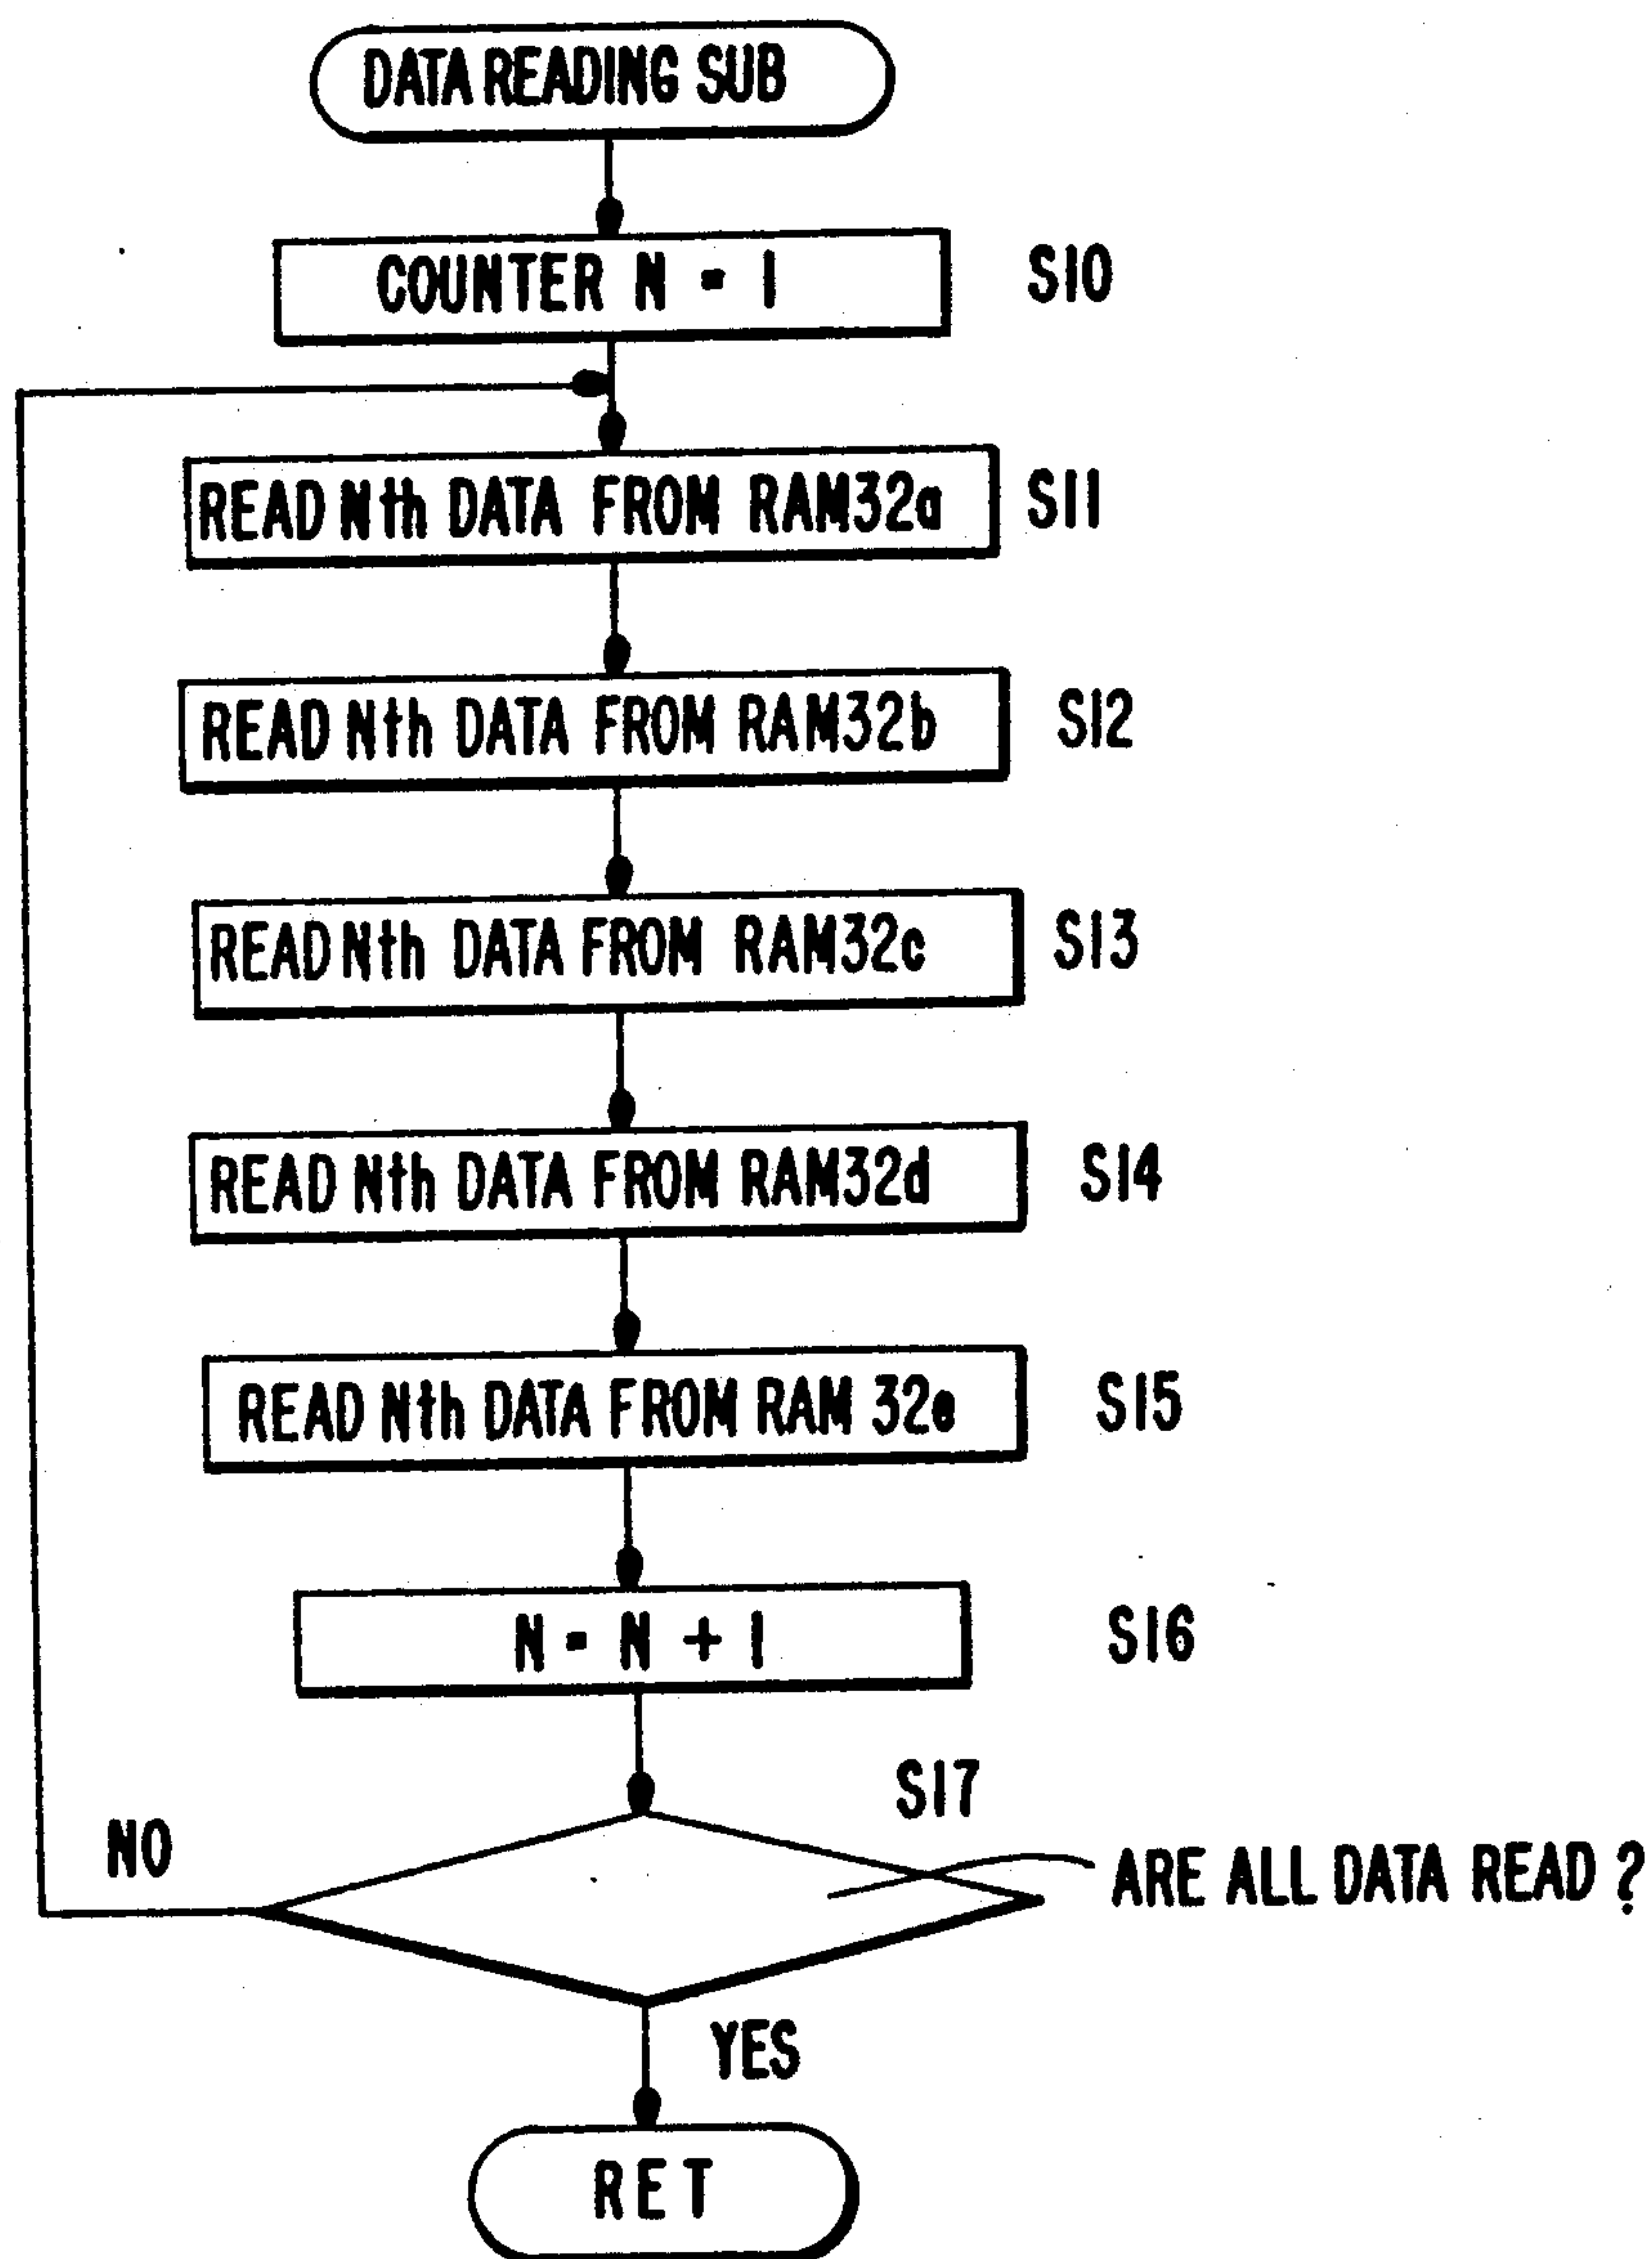 DATA READING SUB
COUNTER N = 1 S10
READ Nth DATA FROM RAM32a S11
READ Nth DATA FROM RAM32b S12
READ Nth DATA FROM RAM32c S13
READ Nth DATA FROM RAM32d S14
READ Nth DATA FROM RAM 32e S15
N = N + 1 S16
S17
NO
ARE ALL DATA READ ?
YES
RET